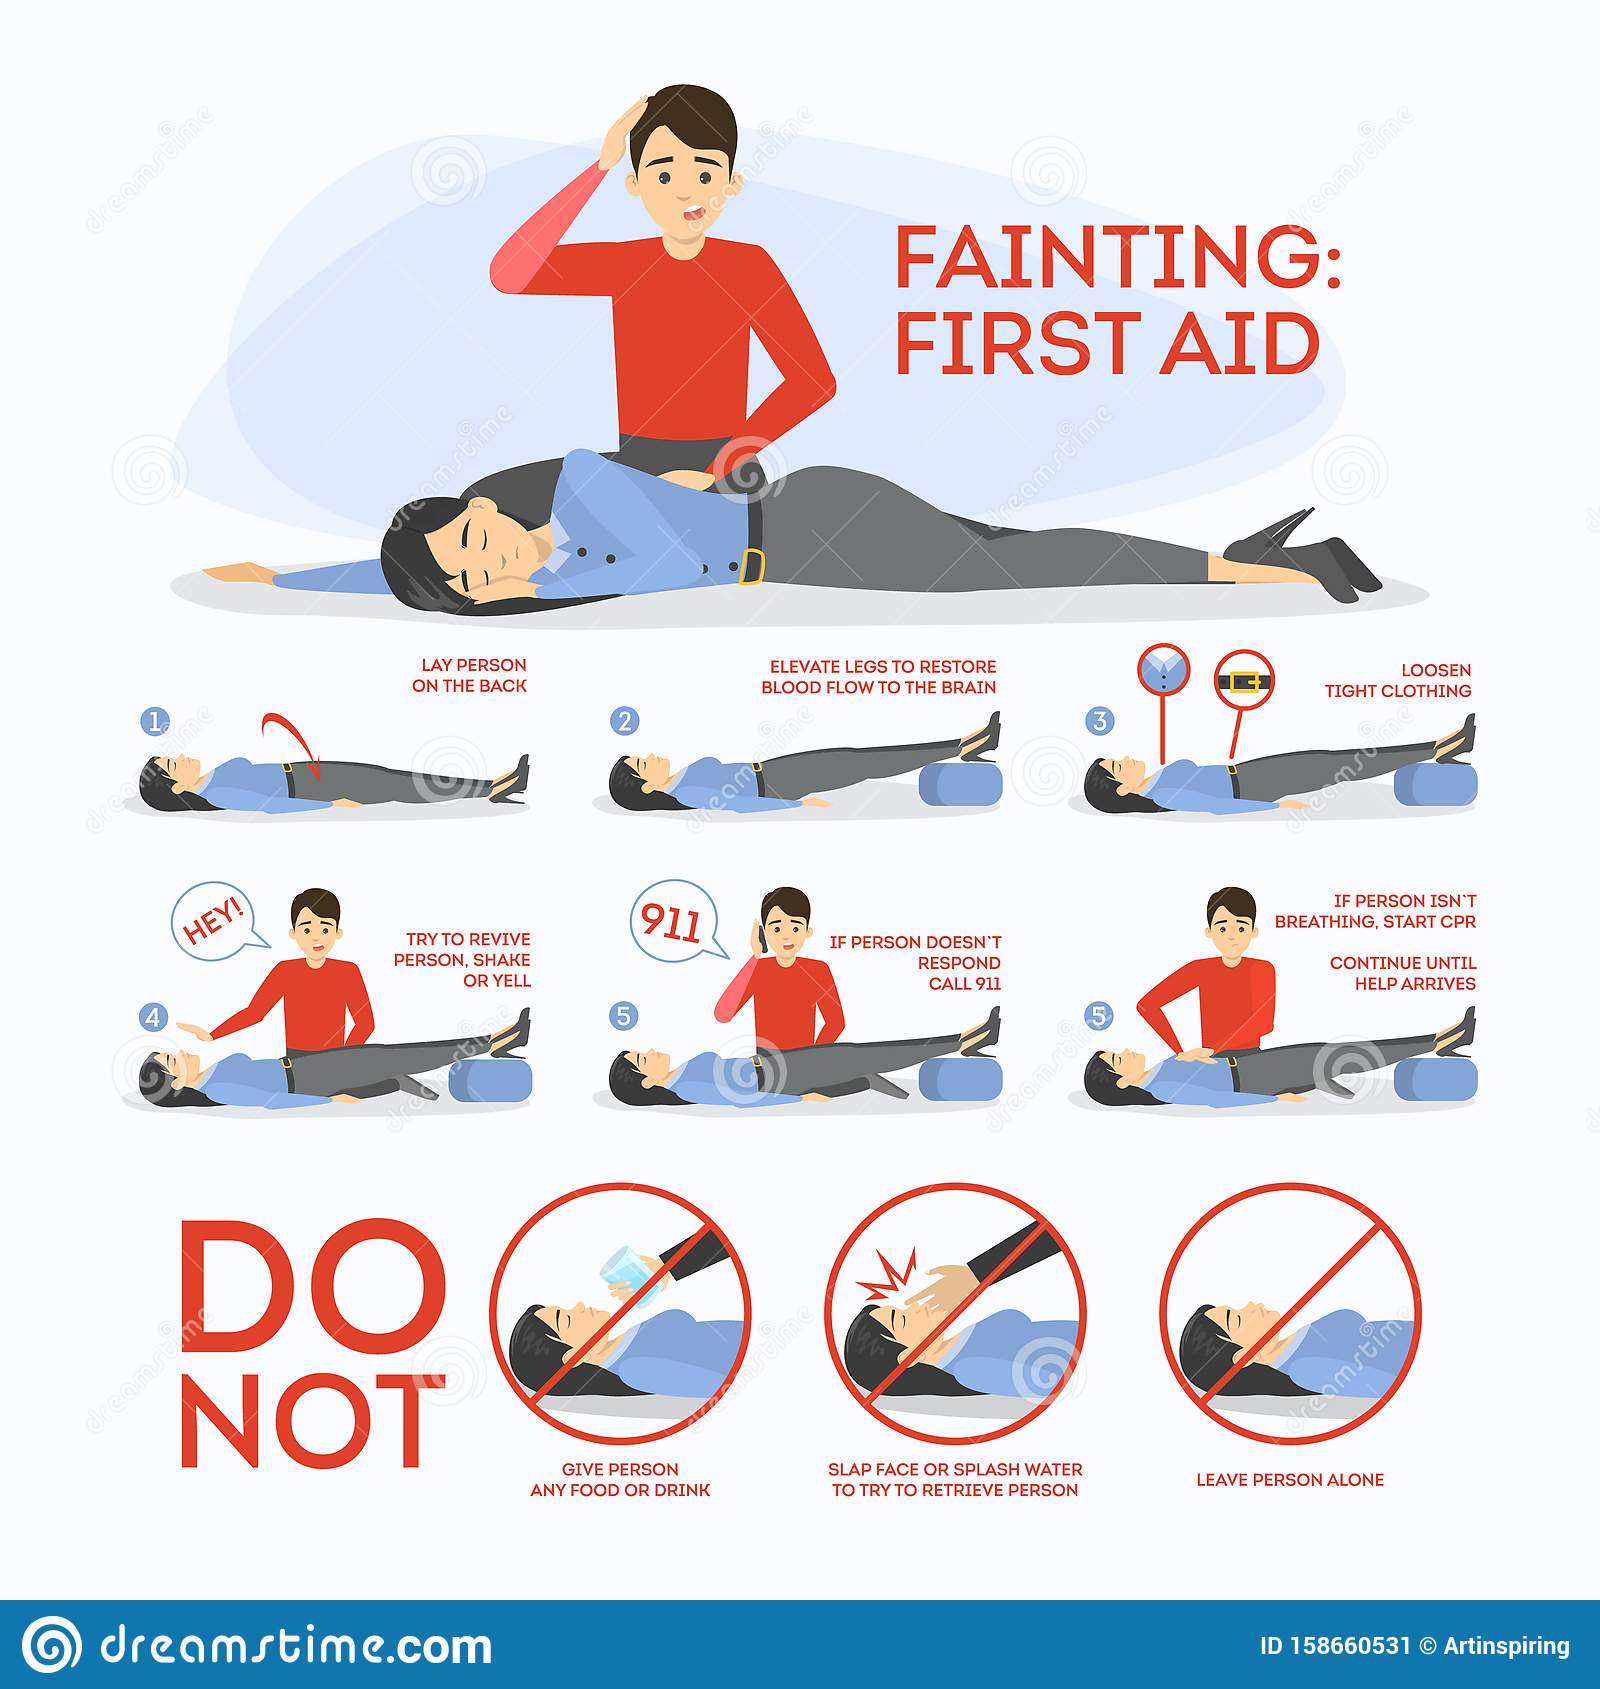 FAINTING:
FIRST AID
LAY PERSON
ON THE BACK
1
ELEVATE LEGS TO RESTORE
BLOOD FLOW TO THE BRAIN
2
LOOSEN
TIGHT CLOTHING
3
HEY!
TRY TO REVIVE
PERSON, SHAKE
OR YELL
4
911
IF PERSON DOESN`T
RESPOND
CALL 911
5
IF PERSON ISN`T
BREATHING, START CPR
CONTINUE UNTIL
HELP ARRIVES
5
DO
NOT
GIVE PERSON
ANY FOOD OR DRINK
SLAP FACE OR SPLASH WATER
TO TRY TO RETRIEVE PERSON
LEAVE PERSON ALONE
dreamstime.com
ID 158660531 © Artinspiring